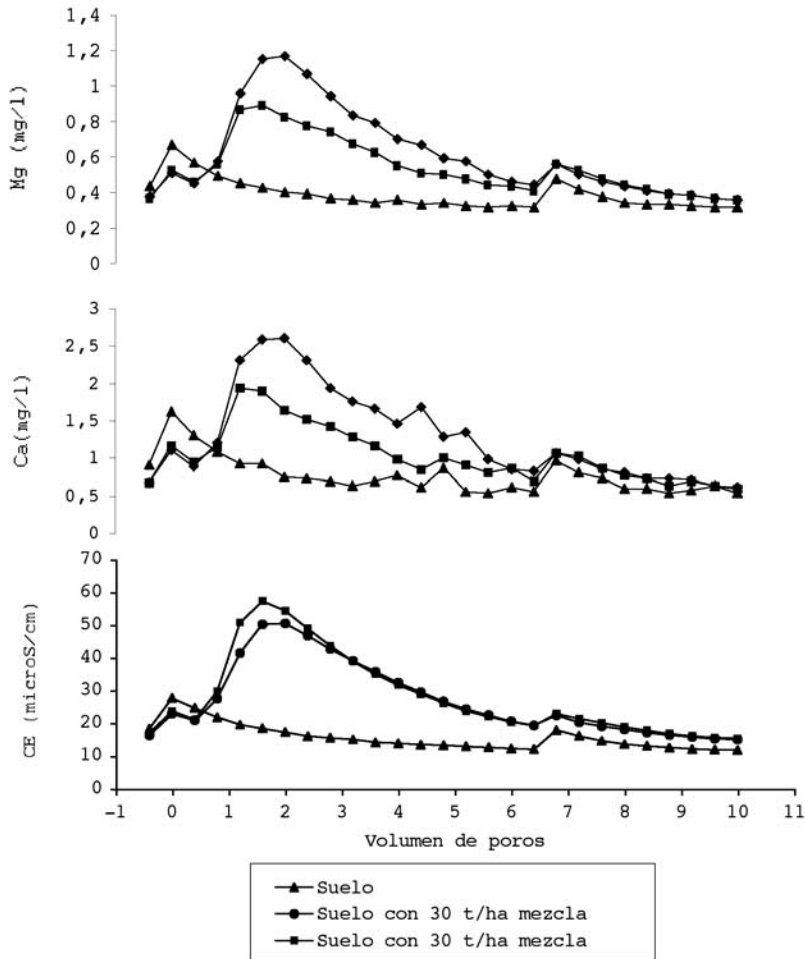 Mg (mg/l)
1,4
1,2
1
0,8
0,6
0,4
0,2
0
Ca(mg/l)
3
2,5
2
1,5
1
0,5
0
CE (microS/cm)
70
60
50
40
30
20
10
0
−1 0 1 2 3 4 5 6 7 8 9 10 11
Volumen de poros
Suelo
Suelo con 30 t/ha mezcla
Suelo con 30 t/ha mezcla